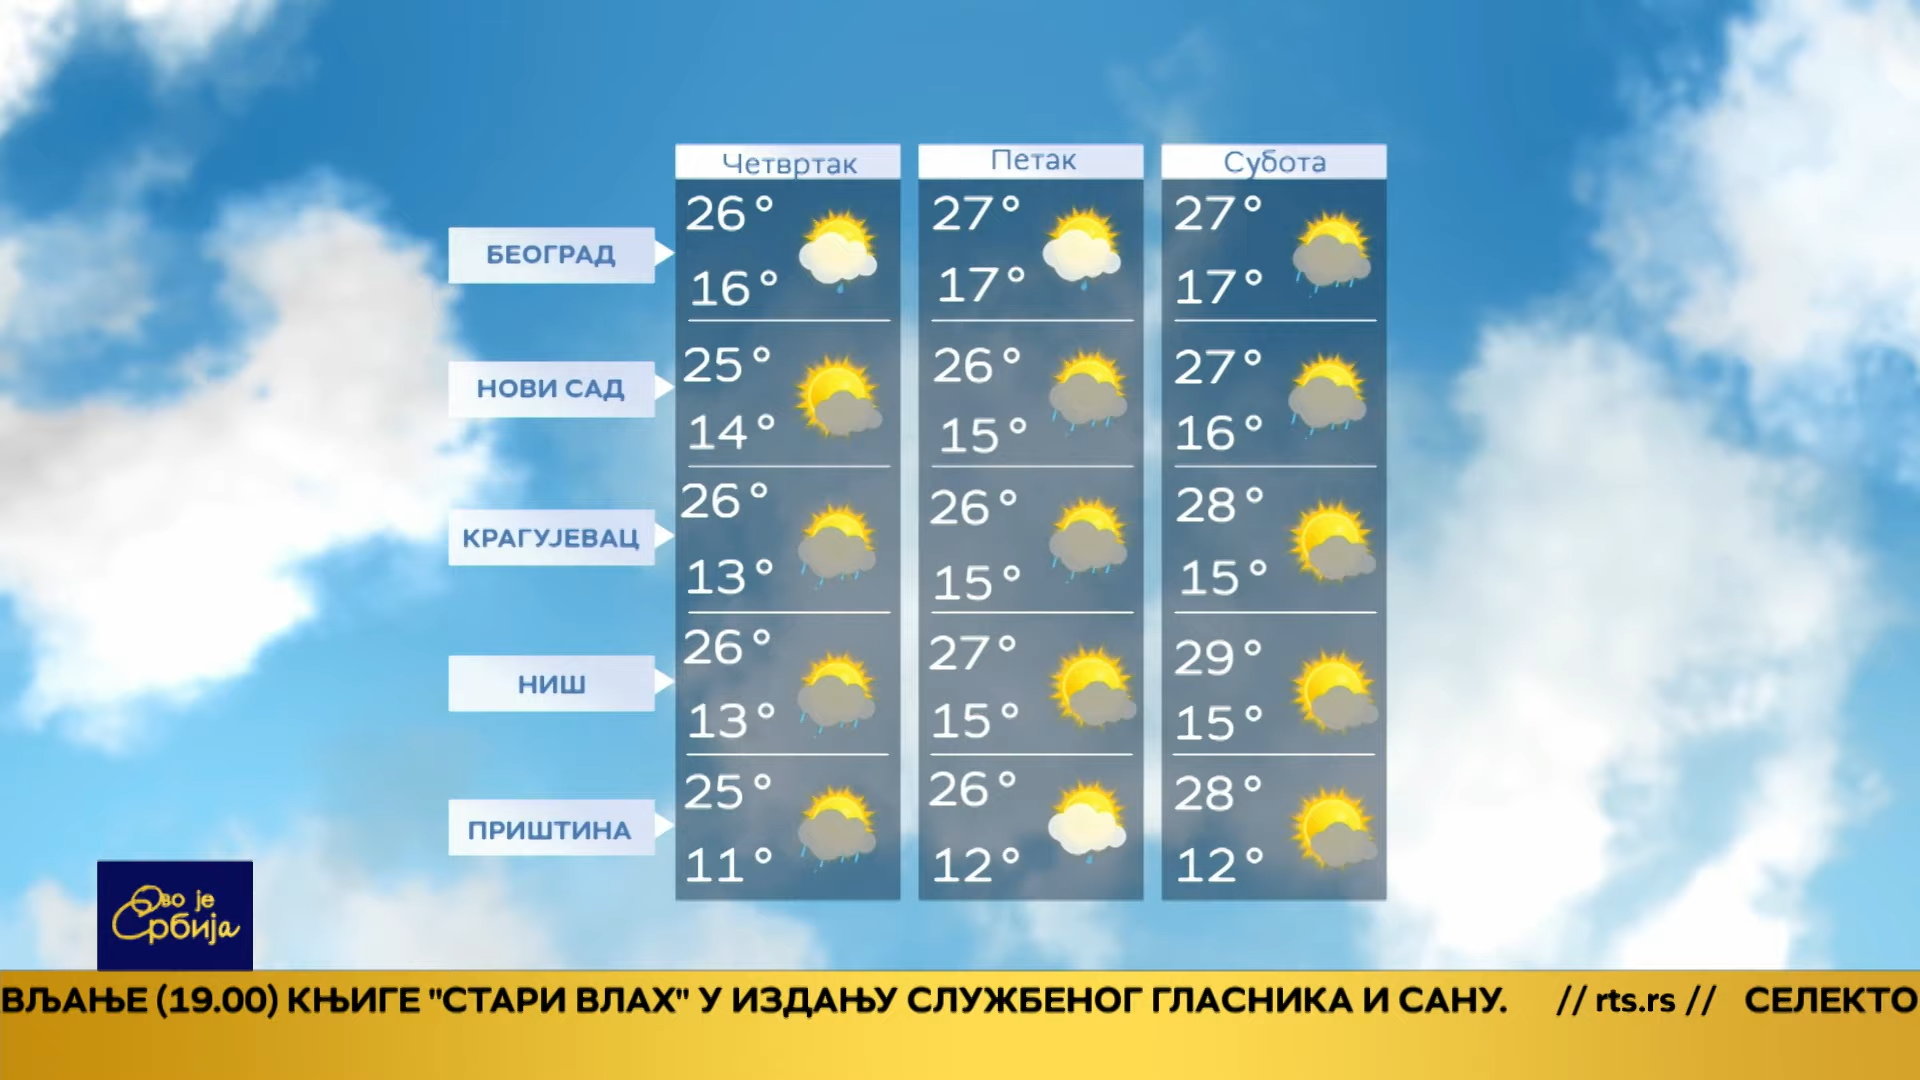 Четвртак Петак Субота
БЕОГРАД 26° 27° 27°
16° 17° 17°
НОВИ САД 25° 26° 27°
14° 15° 16°
КРАГУЈЕВАЦ 26° 26° 28°
13° 15° 15°
НИШ 26° 27° 29°
13° 15° 15°
ПРИШТИНА 25° 26° 28°
11° 12° 12°
Ово је
Србија
ВЉАЊЕ (19.00) КЊИГЕ "СТАРИ ВЛАХ" У ИЗДАЊУ СЛУЖБЕНОГ ГЛАСНИКА И САНУ. // rts.rs // СЕЛЕКТО